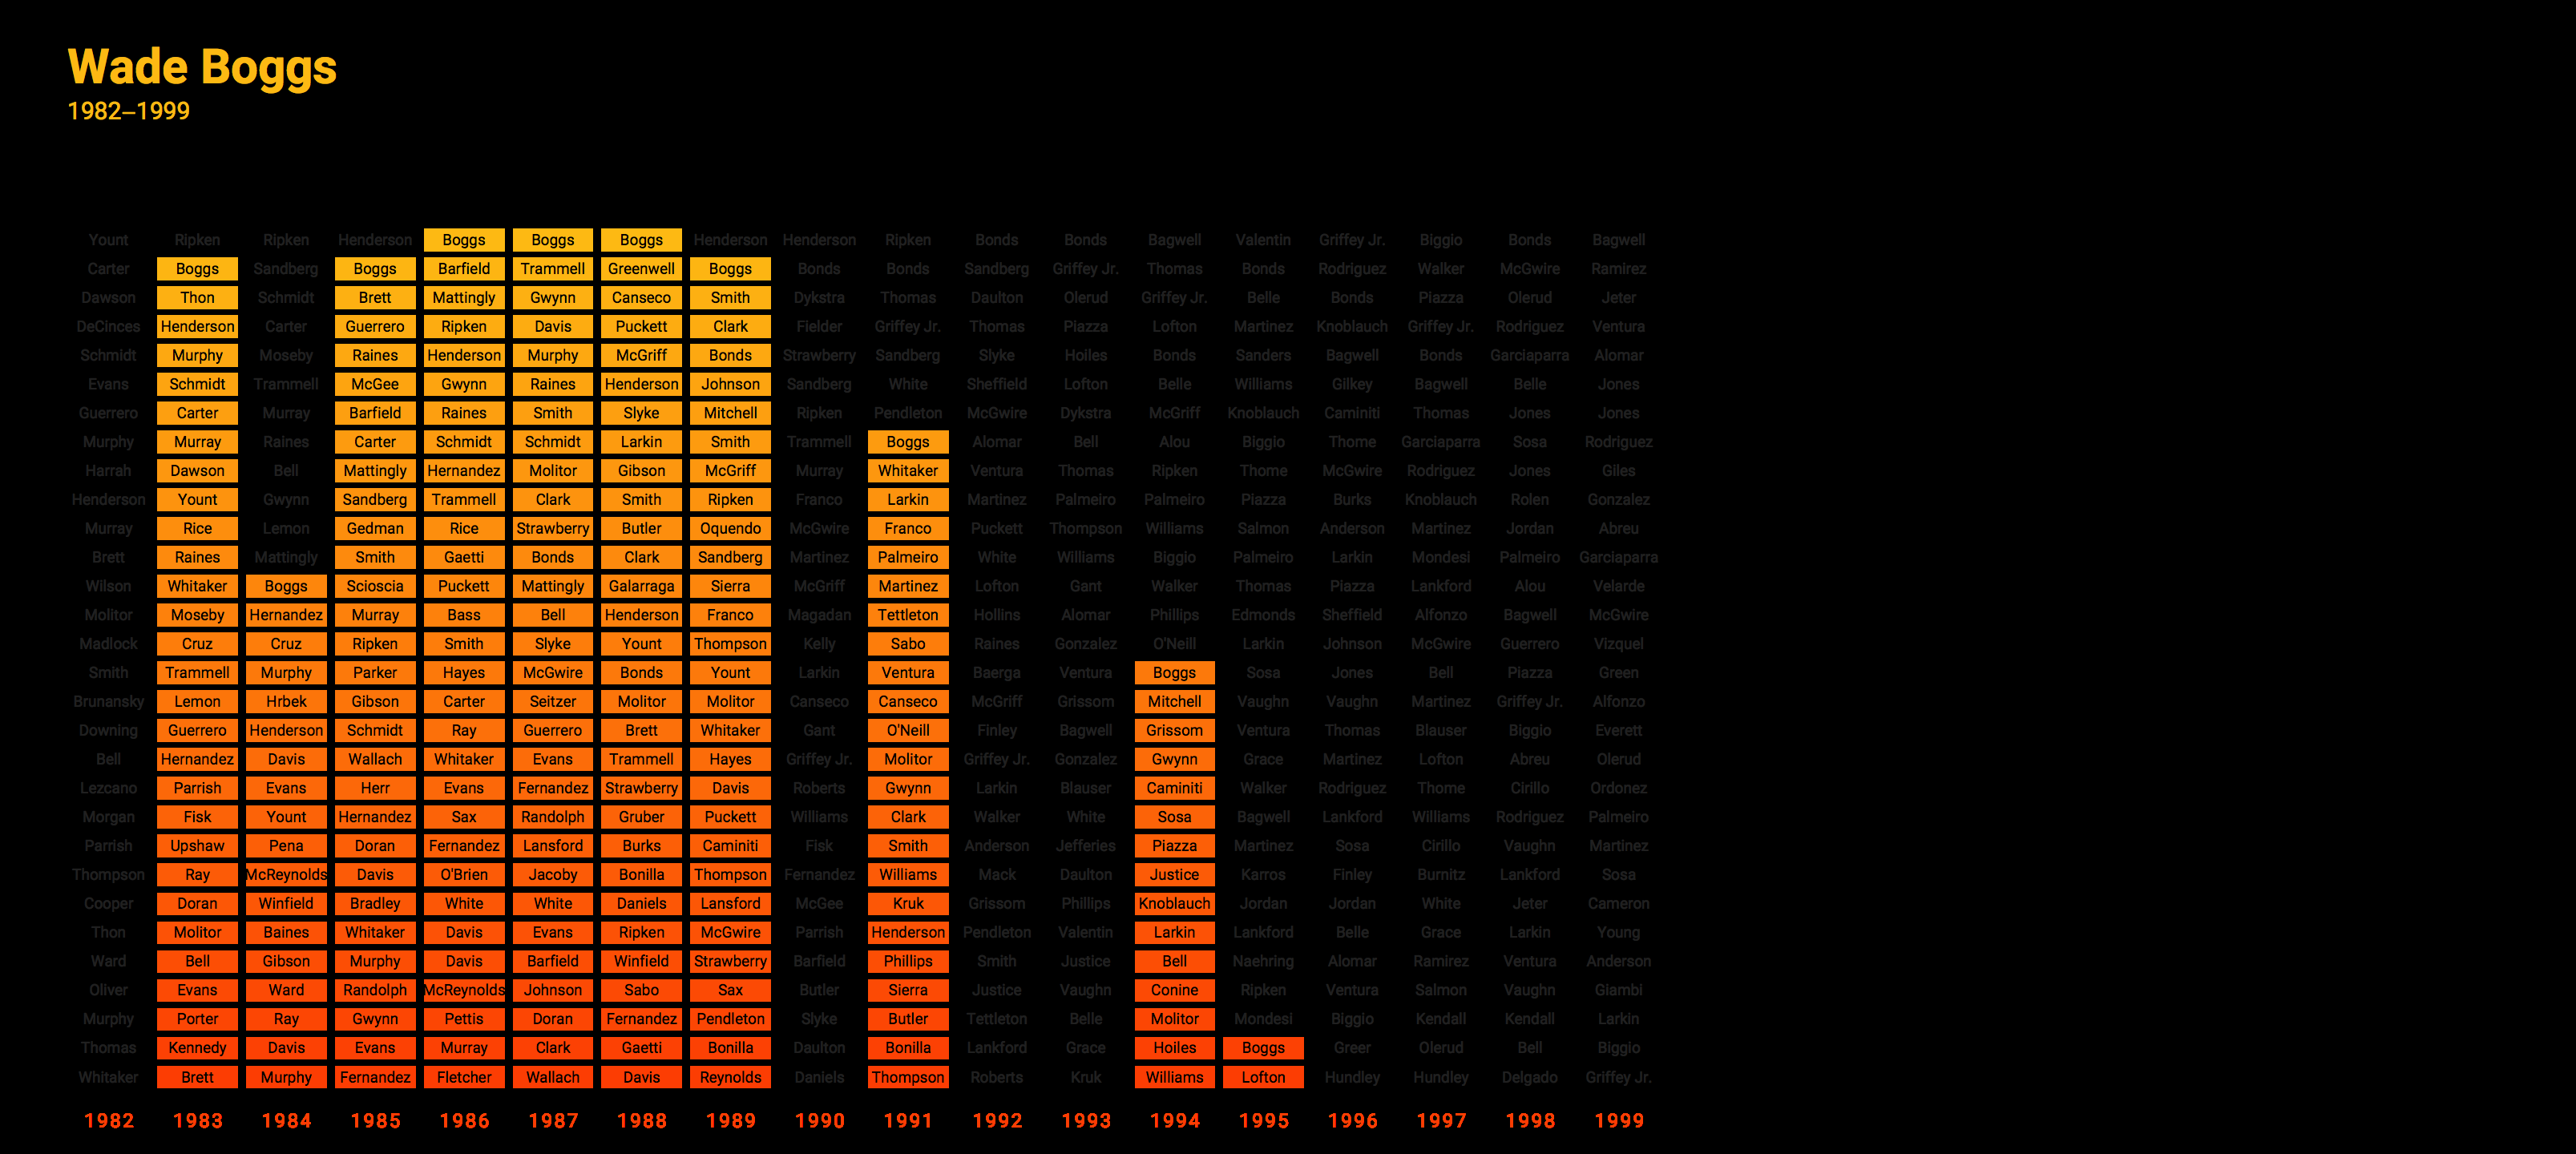 Wade Boggs
1982–1999
Yount Ripken Ripken Henderson Boggs Boggs Boggs Henderson Henderson Ripken Bonds Bonds Bagwell Valentin Griffey Jr. Biggio Bonds Bagwell
Carter Boggs Sandberg Boggs Barfield Trammell Greenwell Boggs Bonds Bonds Sandberg Griffey Jr. Thomas Bonds Rodriguez Walker McGwire Ramirez
Dawson Thon Schmidt Brett Mattingly Gwynn Canseco Smith Dykstra Thomas Daulton Olerud Griffey Jr. Belle Bonds Piazza Olerud Jeter
DeCinces Henderson Carter Guerrero Ripken Davis Puckett Clark Fielder Griffey Jr. Thomas Piazza Lofton Martinez Knoblauch Griffey Jr. Rodriguez Ventura
Schmidt Murphy Moseby Raines Henderson Murphy McGriff Bonds Strawberry Sandberg Slyke Hoiles Bonds Sanders Bagwell Bonds Garciaparra Alomar
Evans Schmidt Trammell McGee Gwynn Raines Henderson Johnson Sandberg White Sheffield Lofton Belle Williams Gilkey Bagwell Belle Jones
Guerrero Carter Murray Barfield Raines Smith Slyke Mitchell Ripken Pendleton McGwire Dykstra McGriff Knoblauch Caminiti Thomas Jones Jones
Murphy Murray Raines Carter Schmidt Schmidt Larkin Smith Trammell Boggs Alomar Bell Alou Biggio Thome Garciaparra Sosa Rodriguez
Harrah Dawson Bell Mattingly Hernandez Molitor Gibson McGriff Murray Whitaker Ventura Thomas Ripken Thome McGwire Rodriguez Jones Giles
Henderson Yount Gwynn Sandberg Trammell Clark Smith Ripken Franco Larkin Martinez Palmeiro Palmeiro Piazza Burks Knoblauch Rolen Gonzalez
Murray Rice Lemon Gedman Rice Strawberry Butler Oquendo McGwire Franco Puckett Thompson Williams Salmon Anderson Martinez Jordan Abreu
Brett Raines Mattingly Smith Gaetti Bonds Clark Sandberg Martinez Palmeiro White Williams Biggio Palmeiro Larkin Mondesi Palmeiro Garciaparra
Wilson Whitaker Boggs Scioscia Puckett Mattingly Galarraga Sierra McGriff Martinez Lofton Gant Walker Thomas Piazza Lankford Alou Velarde
Molitor Moseby Hernandez Murray Bass Bell Henderson Franco Magadan Tettleton Hollins Alomar Phillips Edmonds Sheffield Alfonzo Bagwell McGwire
Madlock Cruz Cruz Ripken Smith Slyke Yount Thompson Kelly Sabo Raines Gonzalez O'Neill Larkin Johnson McGwire Guerrero Vizquel
Smith Trammell Murphy Parker Hayes McGwire Bonds Yount Larkin Ventura Baerga Ventura Boggs Sosa Jones Bell Piazza Green
Brunansky Lemon Hrbek Gibson Carter Seitzer Molitor Molitor Canseco Canseco McGriff Grissom Mitchell Vaughn Vaughn Martinez Griffey Jr. Alfonzo
Downing Guerrero Henderson Schmidt Ray Guerrero Brett Whitaker Gant O'Neill Finley Bagwell Grissom Ventura Thomas Blauser Biggio Everett
Bell Hernandez Davis Wallach Whitaker Evans Trammell Hayes Griffey Jr. Molitor Griffey Jr. Gonzalez Gwynn Grace Martinez Lofton Abreu Olerud
Lezcano Parrish Evans Herr Evans Fernandez Strawberry Davis Roberts Gwynn Larkin Blauser Caminiti Walker Rodriguez Thome Cirillo Ordonez
Morgan Fisk Yount Hernandez Sax Randolph Gruber Puckett Williams Clark Walker White Sosa Bagwell Lankford Williams Rodriguez Palmeiro
Parrish Upshaw Pena Doran Fernandez Lansford Burks Caminiti Fisk Smith Anderson Jefferies Piazza Martinez Sosa Cirillo Vaughn Martinez
Thompson Ray McReynolds Davis O'Brien Jacoby Bonilla Thompson Fernandez Williams Mack Daulton Justice Karros Finley Burnitz Lankford Sosa
Cooper Doran Winfield Bradley White White Daniels Lansford McGee Kruk Grissom Phillips Knoblauch Jordan Jordan White Jeter Cameron
Thon Molitor Baines Whitaker Davis Evans Ripken McGwire Parrish Henderson Pendleton Valentin Larkin Lankford Belle Grace Larkin Young
Ward Bell Gibson Murphy Davis Barfield Winfield Strawberry Barfield Phillips Smith Justice Bell Naehring Alomar Ramirez Ventura Anderson
Oliver Evans Ward Randolph McReynolds Johnson Sabo Sax Butler Sierra Justice Vaughn Conine Ripken Ventura Salmon Vaughn Giambi
Murphy Porter Ray Gwynn Pettis Doran Fernandez Pendleton Slyke Butler Tettleton Belle Molitor Mondesi Biggio Kendall Kendall Larkin
Thomas Kennedy Davis Evans Murray Clark Gaetti Bonilla Daulton Bonilla Lankford Grace Hoiles Boggs Greer Olerud Bell Biggio
Whitaker Brett Murphy Fernandez Fletcher Wallach Davis Reynolds Daniels Thompson Roberts Kruk Williams Lofton Hundley Hundley Delgado Griffey Jr.
1982 1983 1984 1985 1986 1987 1988 1989 1990 1991 1992 1993 1994 1995 1996 1997 1998 1999